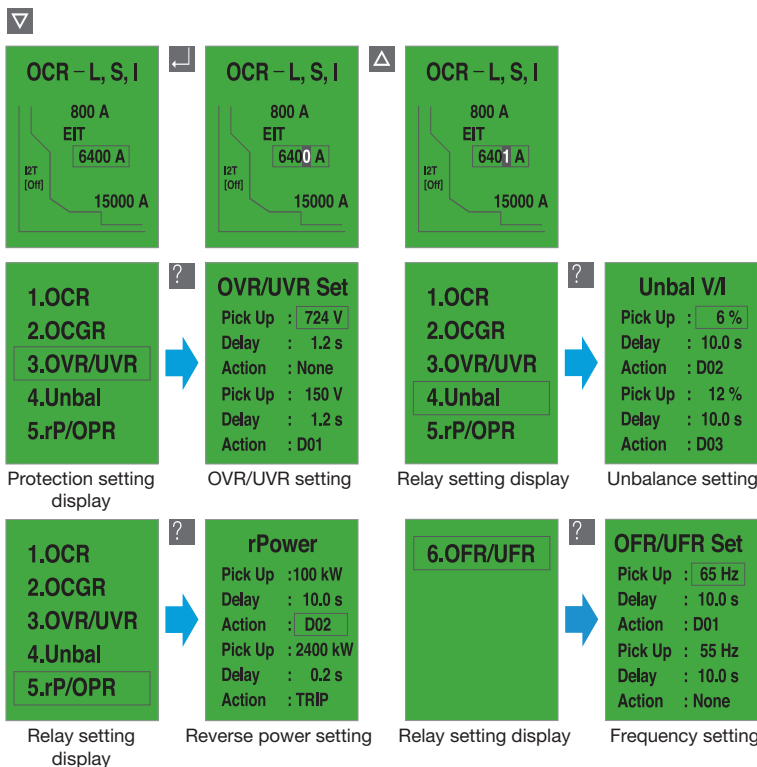 OCR – L, S, I
800 A
EIT
6400 A
I2T
[Off]
15000 A
OCR – L, S, I
800 A
EIT
6400 A
I2T
[Off]
15000 A
OCR – L, S, I
800 A
EIT
6401 A
I2T
[Off]
15000 A
1.OCR
2.OCGR
3.OVR/UVR
4.Unbal
5.rP/OPR
Protection setting
display
?
OVR/UVR Set
Pick Up : 724 V
Delay : 1.2 s
Action : None
Pick Up : 150 V
Delay : 1.2 s
Action : D01
OVR/UVR setting
1.OCR
2.OCGR
3.OVR/UVR
4.Unbal
5.rP/OPR
Relay setting display
?
Unbal V/I
Pick Up : 6 %
Delay : 10.0 s
Action : D02
Pick Up : 12 %
Delay : 10.0 s
Action : D03
Unbalance setting
1.OCR
2.OCGR
3.OVR/UVR
4.Unbal
5.rP/OPR
Relay setting
display
?
rPower
Pick Up :100 kW
Delay : 10.0 s
Action : D02
Pick Up : 2400 kW
Delay : 0.2 s
Action : TRIP
Reverse power setting
6.OFR/UFR
Relay setting display
?
OFR/UFR Set
Pick Up : 65 Hz
Delay : 10.0 s
Action : D01
Pick Up : 55 Hz
Delay : 10.0 s
Action : None
Frequency setting